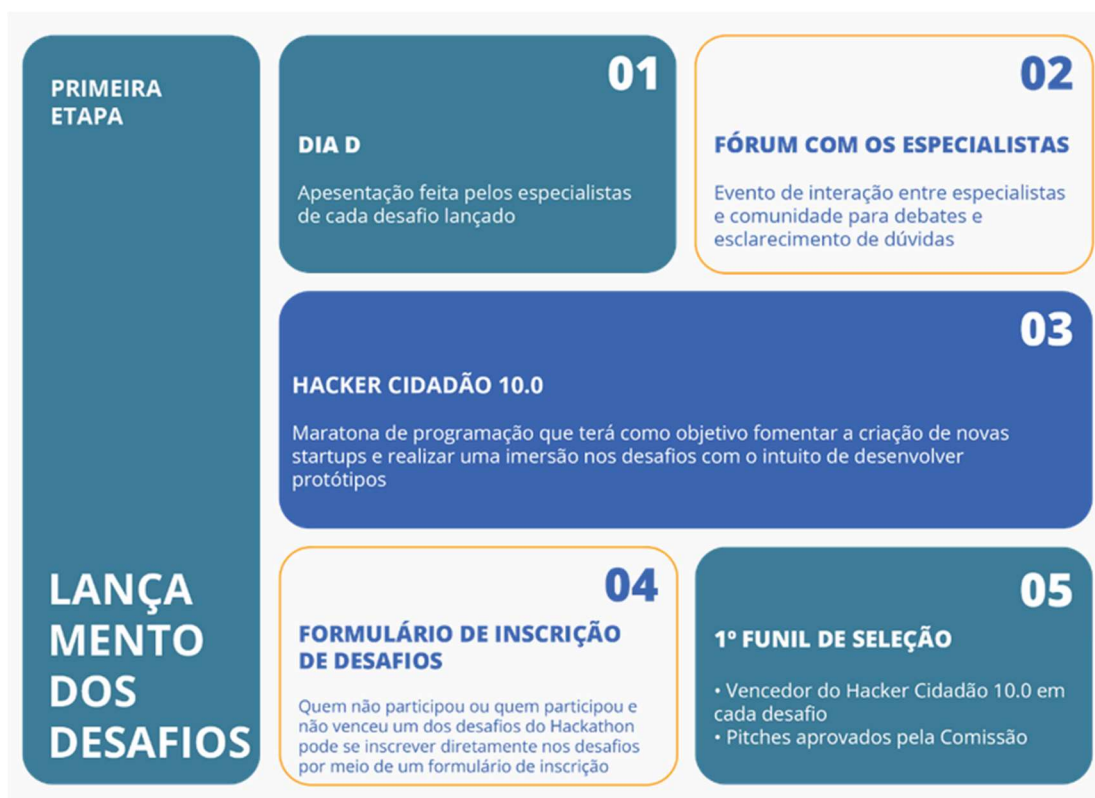 PRIMEIRA
ETAPA
LANÇA
MENTO
DOS
DESAFIOS
01
DIA D
Apesentação feita pelos especialistas
de cada desafio lançado
02
FÓRUM COM OS ESPECIALISTAS
Evento de interação entre especialistas
e comunidade para debates e
esclarecimento de dúvidas
03
HACKER CIDADÃO 10.0
Maratona de programação que terá como objetivo fomentar a criação de novas
startups e realizar uma imersão nos desafios com o intuito de desenvolver
protótipos
04
FORMULÁRIO DE INSCRIÇÃO
DE DESAFIOS
Quem não participou ou quem participou e
não venceu um dos desafios do Hackathon
pode se inscrever diretamente nos desafios
por meio de um formulário de inscrição
05
1º FUNIL DE SELEÇÃO
• Vencedor do Hacker Cidadão 10.0 em
cada desafio
• Pitches aprovados pela Comissão